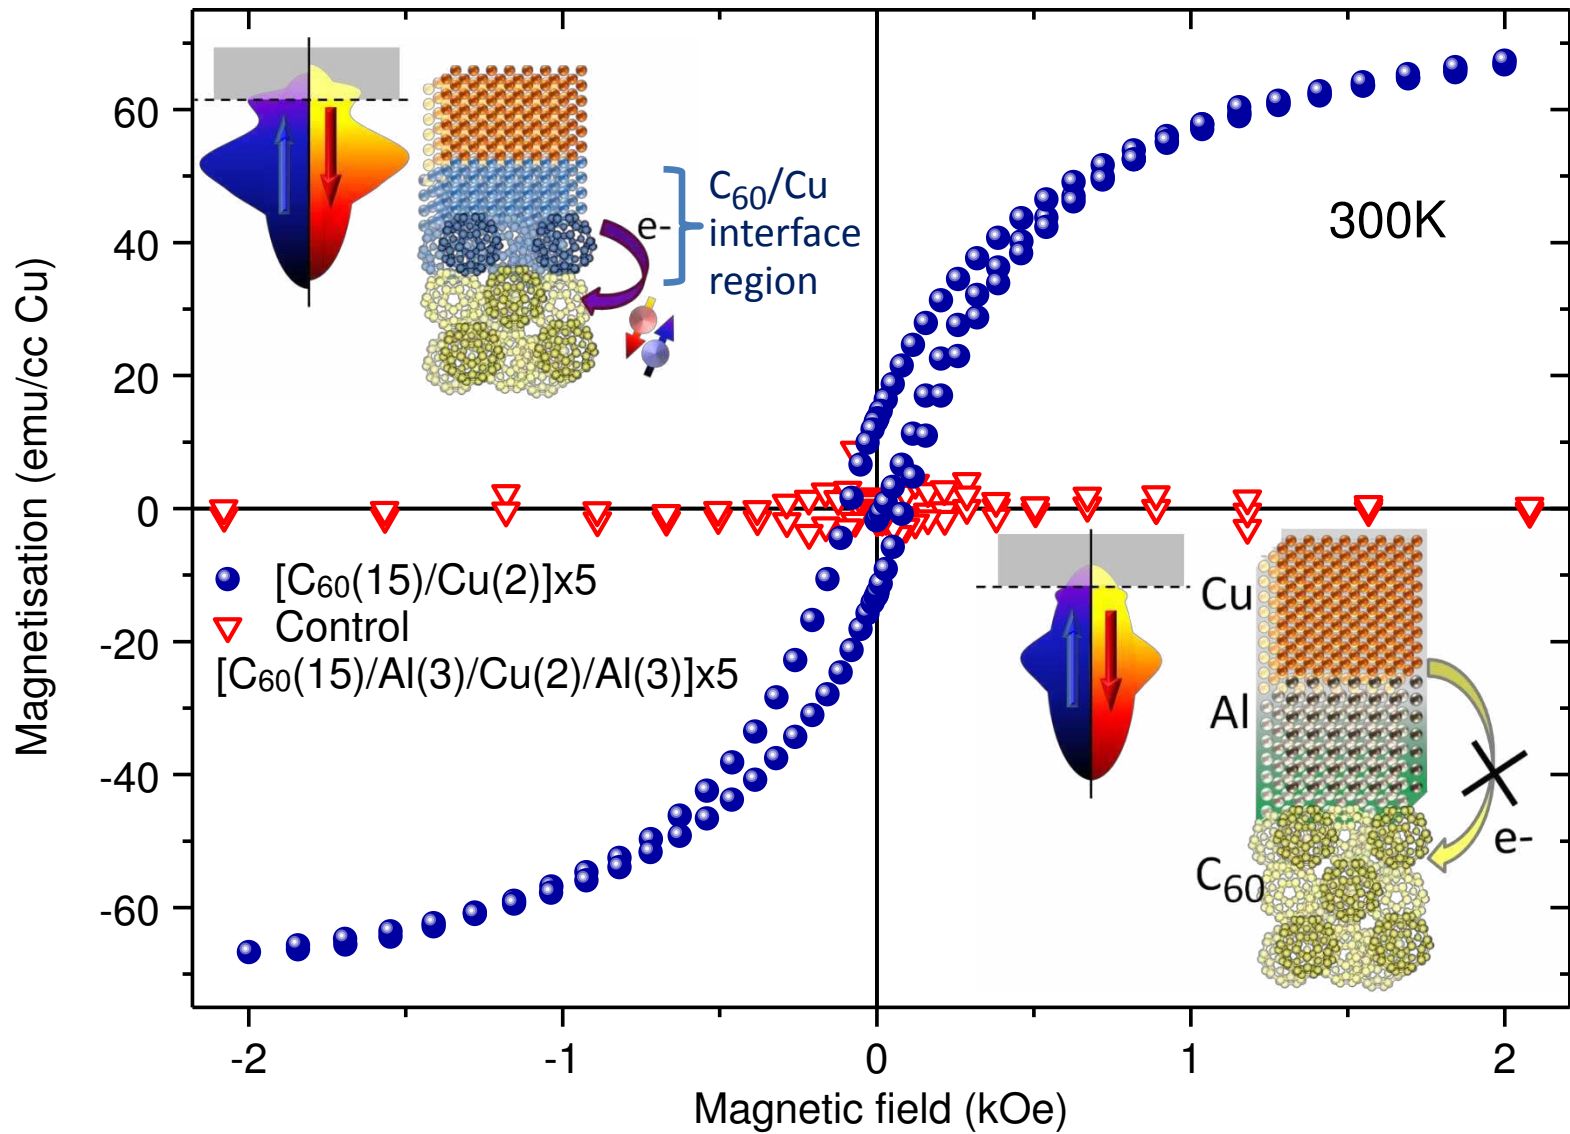 Magnetisation (emu/cc Cu)
60
40
20
0
-20
-40
-60
e-
C₆₀/Cu
interface
region
300K
[C₆₀(15)/Cu(2)]x5
Control
[C₆₀(15)/Al(3)/Cu(2)/Al(3)]x5
Cu
Al
e-
C₆₀
-2
-1
0
1
2
Magnetic field (kOe)